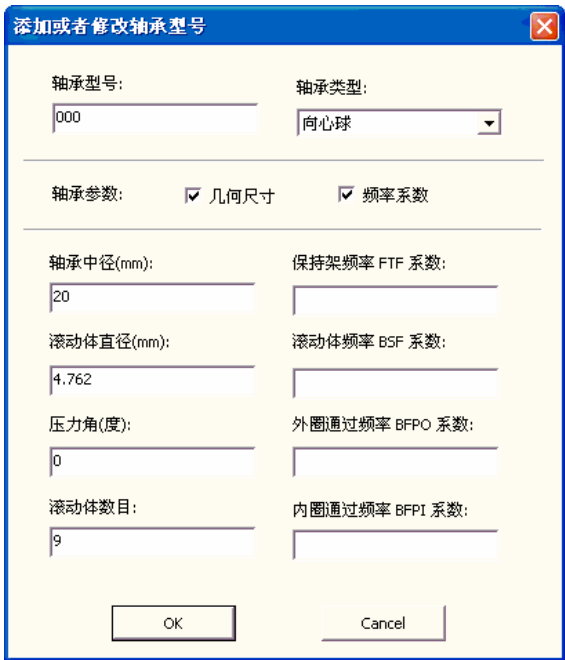 添加或者修改轴承型号
轴承型号:
轴承类型:
000
向心球
轴承参数:
几何尺寸
频率系数
轴承中径(mm):
保持架频率 FTF 系数:
20
滚动体直径(mm):
滚动体频率 BSF 系数:
4.762
压力角(度):
外圈通过频率 BFPO 系数:
0
滚动体数目:
内圈通过频率 BFPI 系数:
9
OK
Cancel